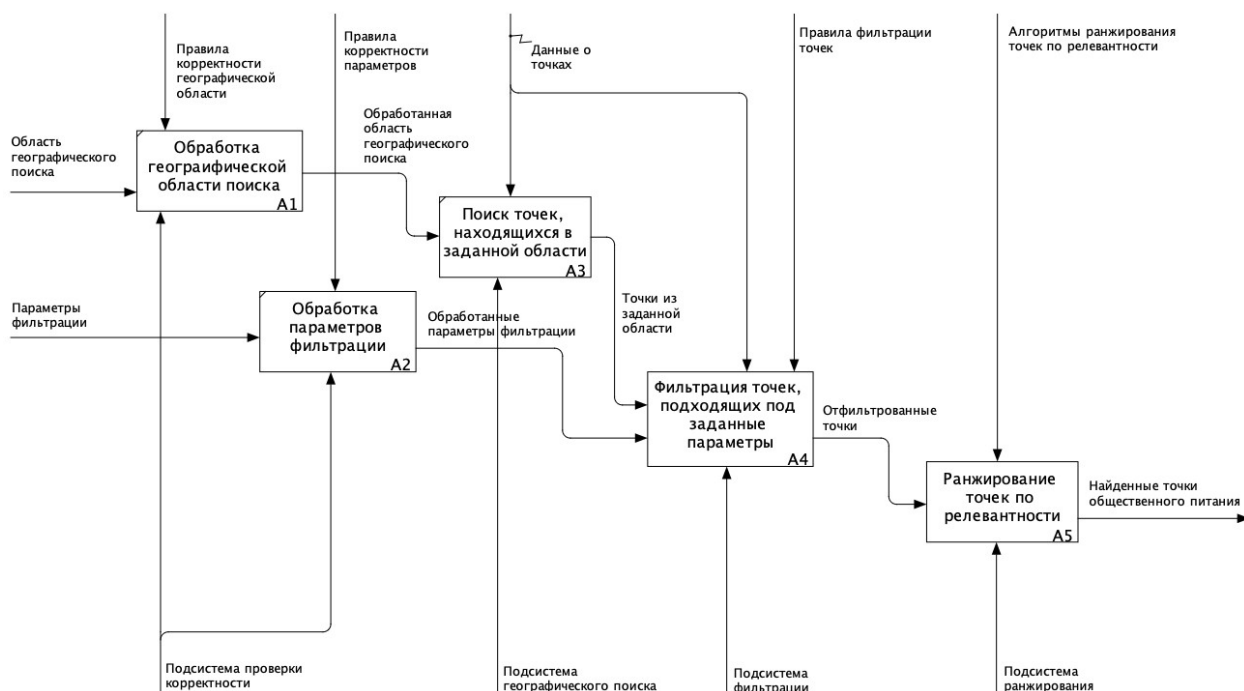 Правила
корректности
географической
области
Правила
корректности
параметров
Данные о
точках
Правила фильтрации
точек
Алгоритмы ранжирования
точек по релевантности
Область
географического
поиска
Обработка
геограифической
области поиска
A1
Обработанная
область
географического
поиска
Поиск точек,
находящихся в
заданной области
A3
Параметры
фильтрации
Обработка
параметров
фильтрации
A2
Обработанные
параметры фильтрации
Точки из
заданной
области
Фильтрация точек,
подходящих под
заданные
параметры
A4
Отфильтрованные
точки
Ранжирование
точек по
релевантности
A5
Найденные точки
общественного питания
Подсистема проверки
корректности
Подсистема
географического поиска
Подсистема
фильтрации
Подсистема
ранжирования